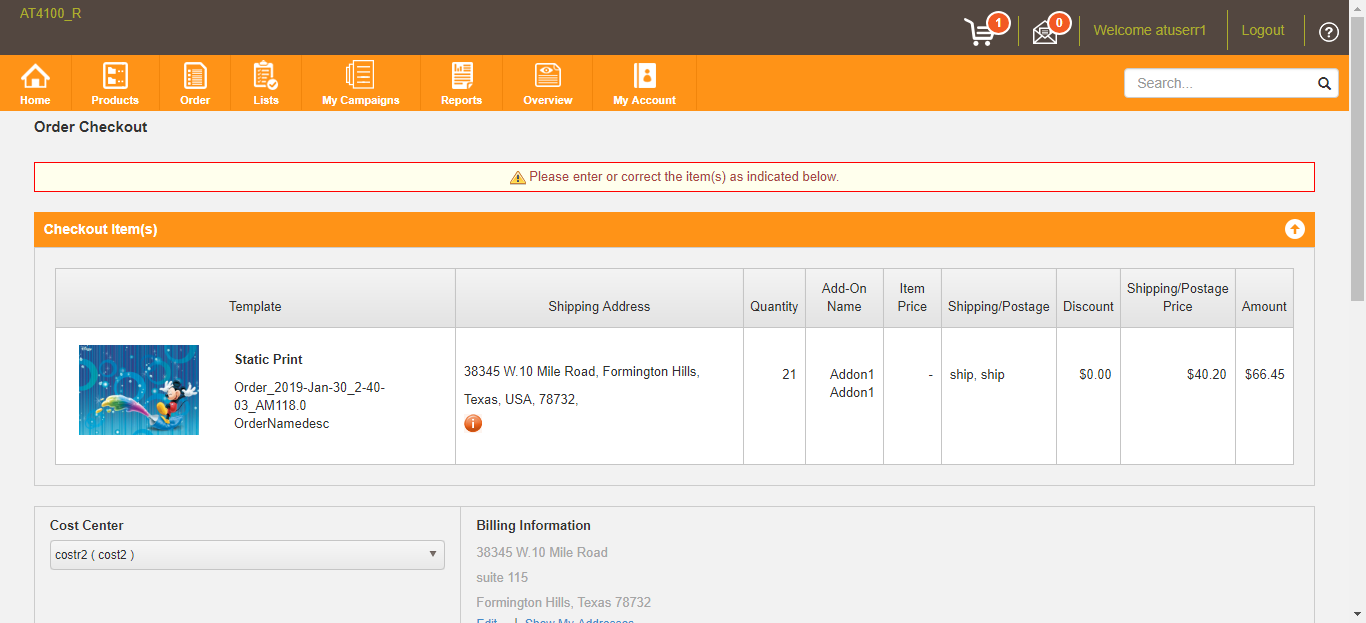 AT4100_R
1
0
Welcome atuserr1
Logout
?
Home
Products
Order
Lists
My Campaigns
Reports
Overview
My Account
Search...
Order Checkout
Please enter or correct the item(s) as indicated below.
Checkout Item(s)
Template
Shipping Address
Quantity
Add-On
Name
Item
Price
Shipping/Postage
Discount
Shipping/Postage
Price
Amount
Static Print
Order_2019-Jan-30_2-40-
03_AM118.0
OrderNamedesc
38345 W.10 Mile Road, Formington Hills,
Texas, USA, 78732,
21
Addon1
Addon1
-
ship, ship
$0.00
$40.20
$66.45
Cost Center
costr2 ( cost2 )
Billing Information
38345 W.10 Mile Road
suite 115
Formington Hills, Texas 78732
Edit | Show My Addresses